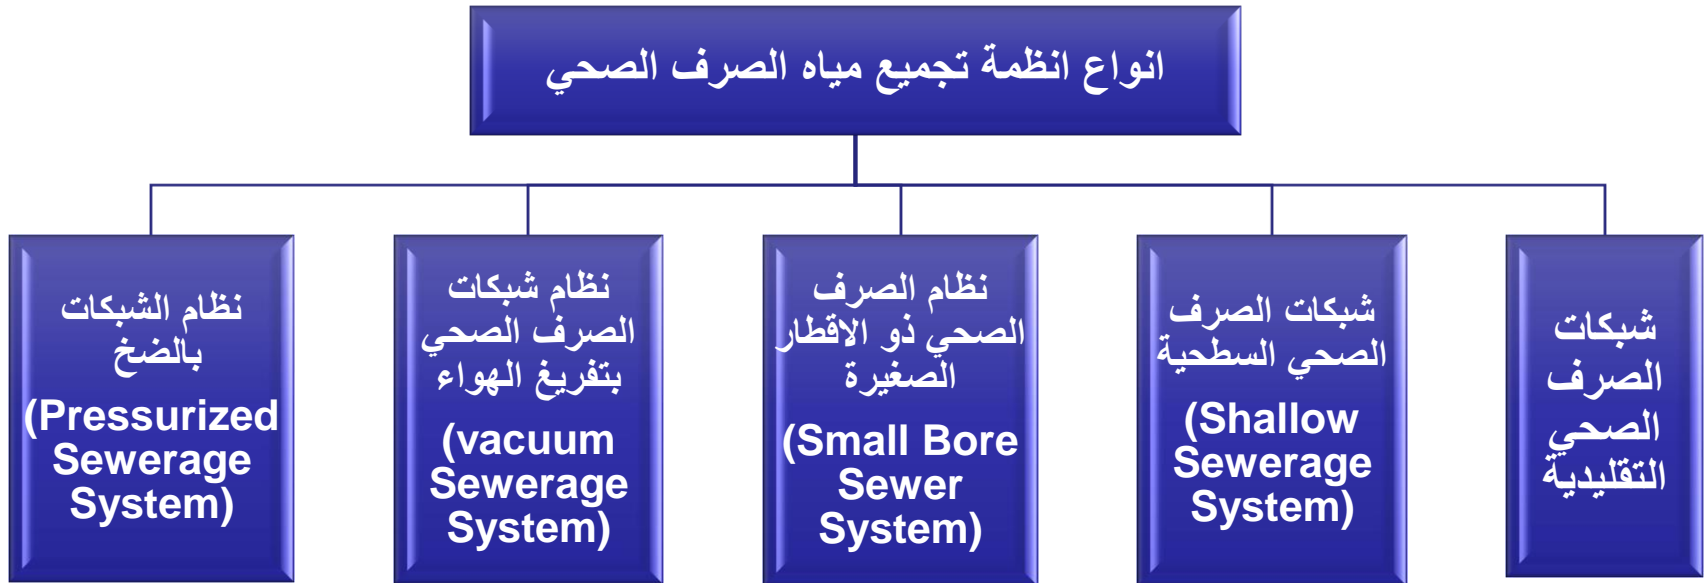 انواع انظمة تجميع مياه الصرف الصحي
شبكات
الصرف
الصحي
التقليدية
شبكات الصرف
الصحي السطحية
(Shallow
Sewerage
System)
نظام الصرف
الصحي ذو الاقطار
الصغيرة
(Small Bore
Sewer
System)
نظام شبكات
الصرف الصحي
بتفريغ الهواء
(vacuum
Sewerage
System)
نظام الشبكات
بالضخ
(Pressurized
Sewerage
System)